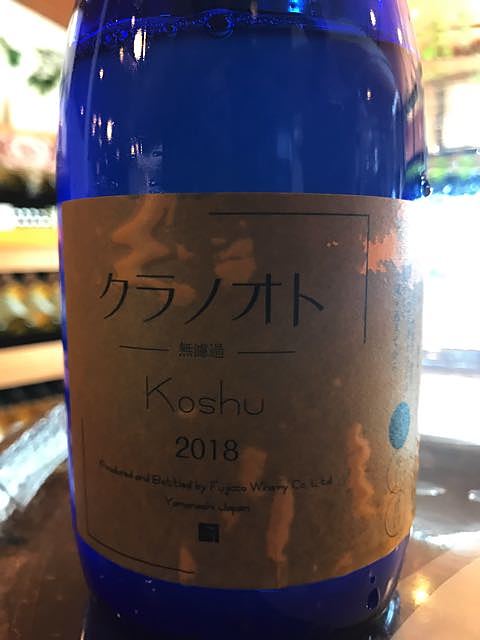 クラノオト
無濾過
Koshu
2018
Produced and Bottled by Fujicco Winery Co. Ltd
Yamanashi Japan